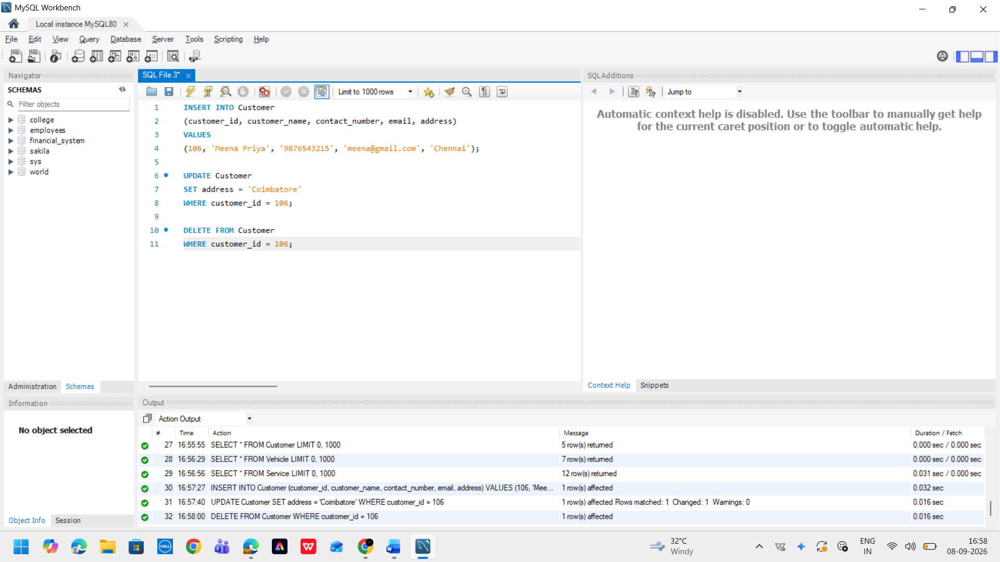 MySQL Workbench
Local instance MySQL80
File Edit View Query Database Server Tools Scripting Help
Navigator
SCHEMAS
Filter objects
college
employees
financial_system
sakila
sys
world
Administration Schemas
Information
No object selected
Object Info Session
SQL File 3*
Limit to 1000 rows
1 INSERT INTO Customer
2 (customer_id, customer_name, contact_number, email, address)
3 VALUES
4 (106, 'Meena Priya', '9876543215', 'meena@gmail.com', 'Chennai');
5
6 UPDATE Customer
7 SET address = 'Coimbatore'
8 WHERE customer_id = 106;
9
10 DELETE FROM Customer
11 WHERE customer_id = 106;
SQLAdditions
Jump to
Automatic context help is disabled. Use the toolbar to manually get help
for the current caret position or to toggle automatic help.
Context Help Snippets
Output
Action Output
# Time Action Message Duration / Fetch
27 16:55:55 SELECT * FROM Customer LIMIT 0, 1000 5 row(s) returned 0.000 sec / 0.000 sec
28 16:56:29 SELECT * FROM Vehicle LIMIT 0, 1000 7 row(s) returned 0.000 sec / 0.000 sec
29 16:56:56 SELECT * FROM Service LIMIT 0, 1000 12 row(s) returned 0.031 sec / 0.000 sec
30 16:57:27 INSERT INTO Customer (customer_id, customer_name, contact_number, email, address) VALUES (106, 'Mee... 1 row(s) affected 0.032 sec
31 16:57:40 UPDATE Customer SET address = 'Coimbatore' WHERE customer_id = 106 1 row(s) affected Rows matched: 1 Changed: 1 Warnings: 0 0.016 sec
32 16:58:00 DELETE FROM Customer WHERE customer_id = 106 1 row(s) affected 0.016 sec
32°C
Windy
ENG
IN
16:58
08-09-2026